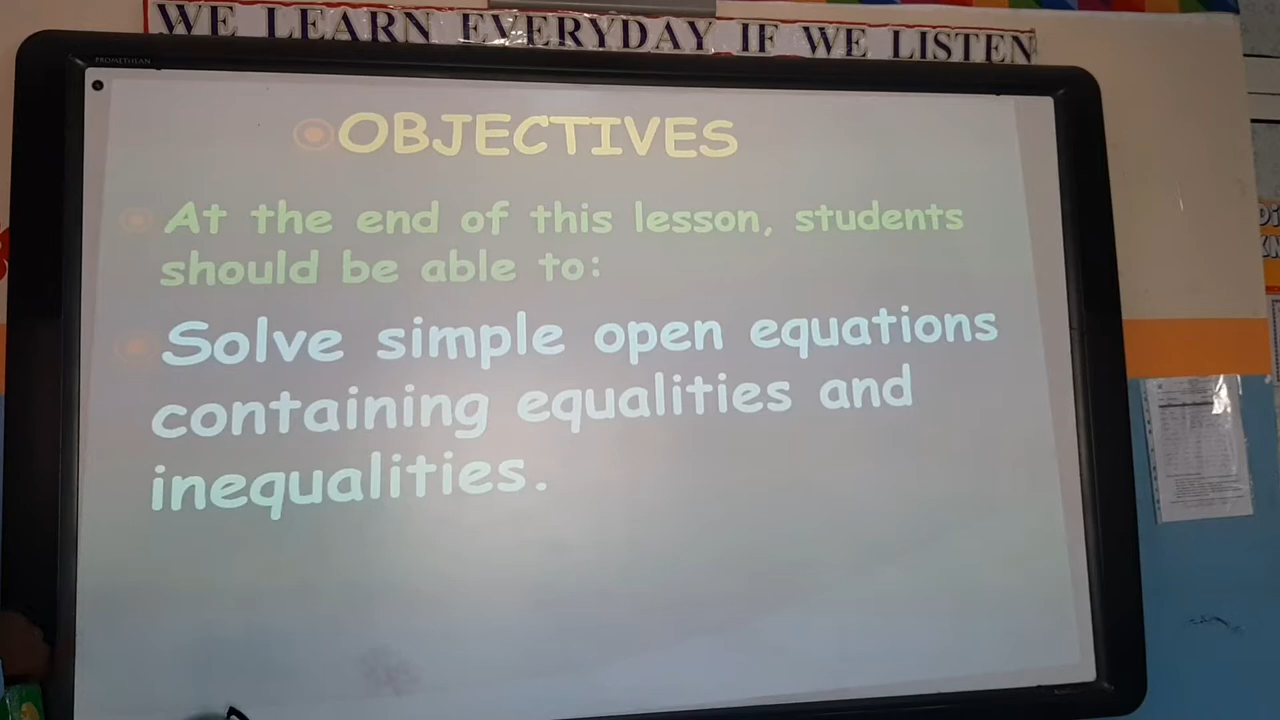 WE LEARN EVERYDAY IF WE LISTEN
PROMETHEAN
OBJECTIVES
At the end of this lesson, students
should be able to:
Solve simple open equations
containing equalities and
inequalities.